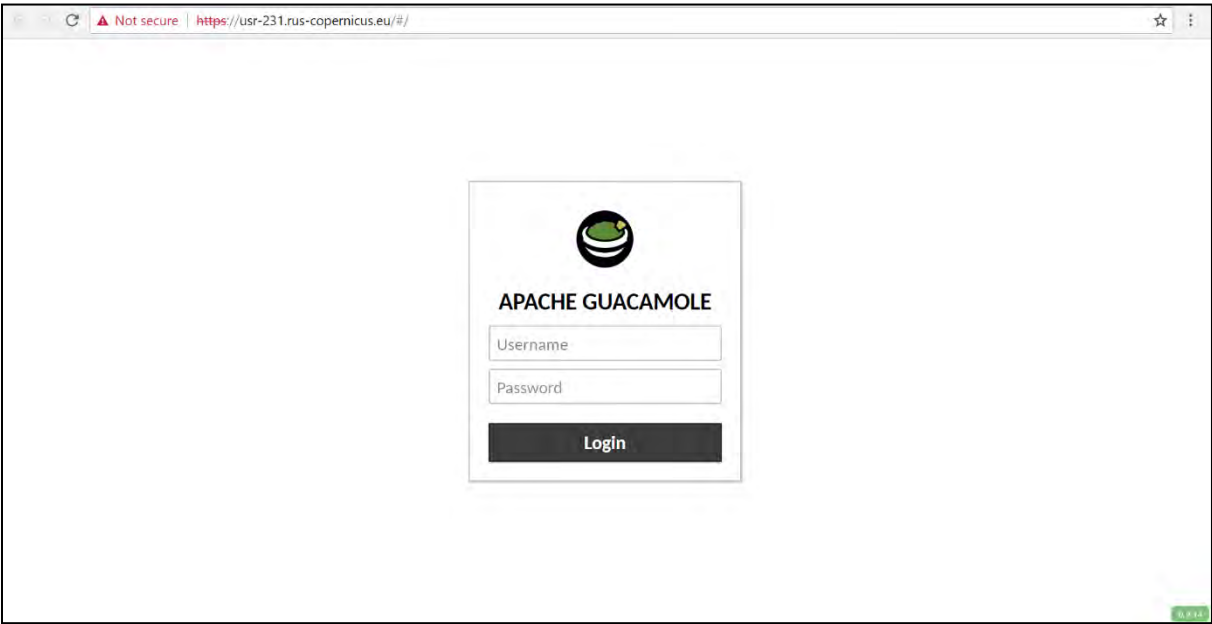 Not secure https://usr-231.rus-copernicus.eu/#/
APACHE GUACAMOLE
Username
Password
Login